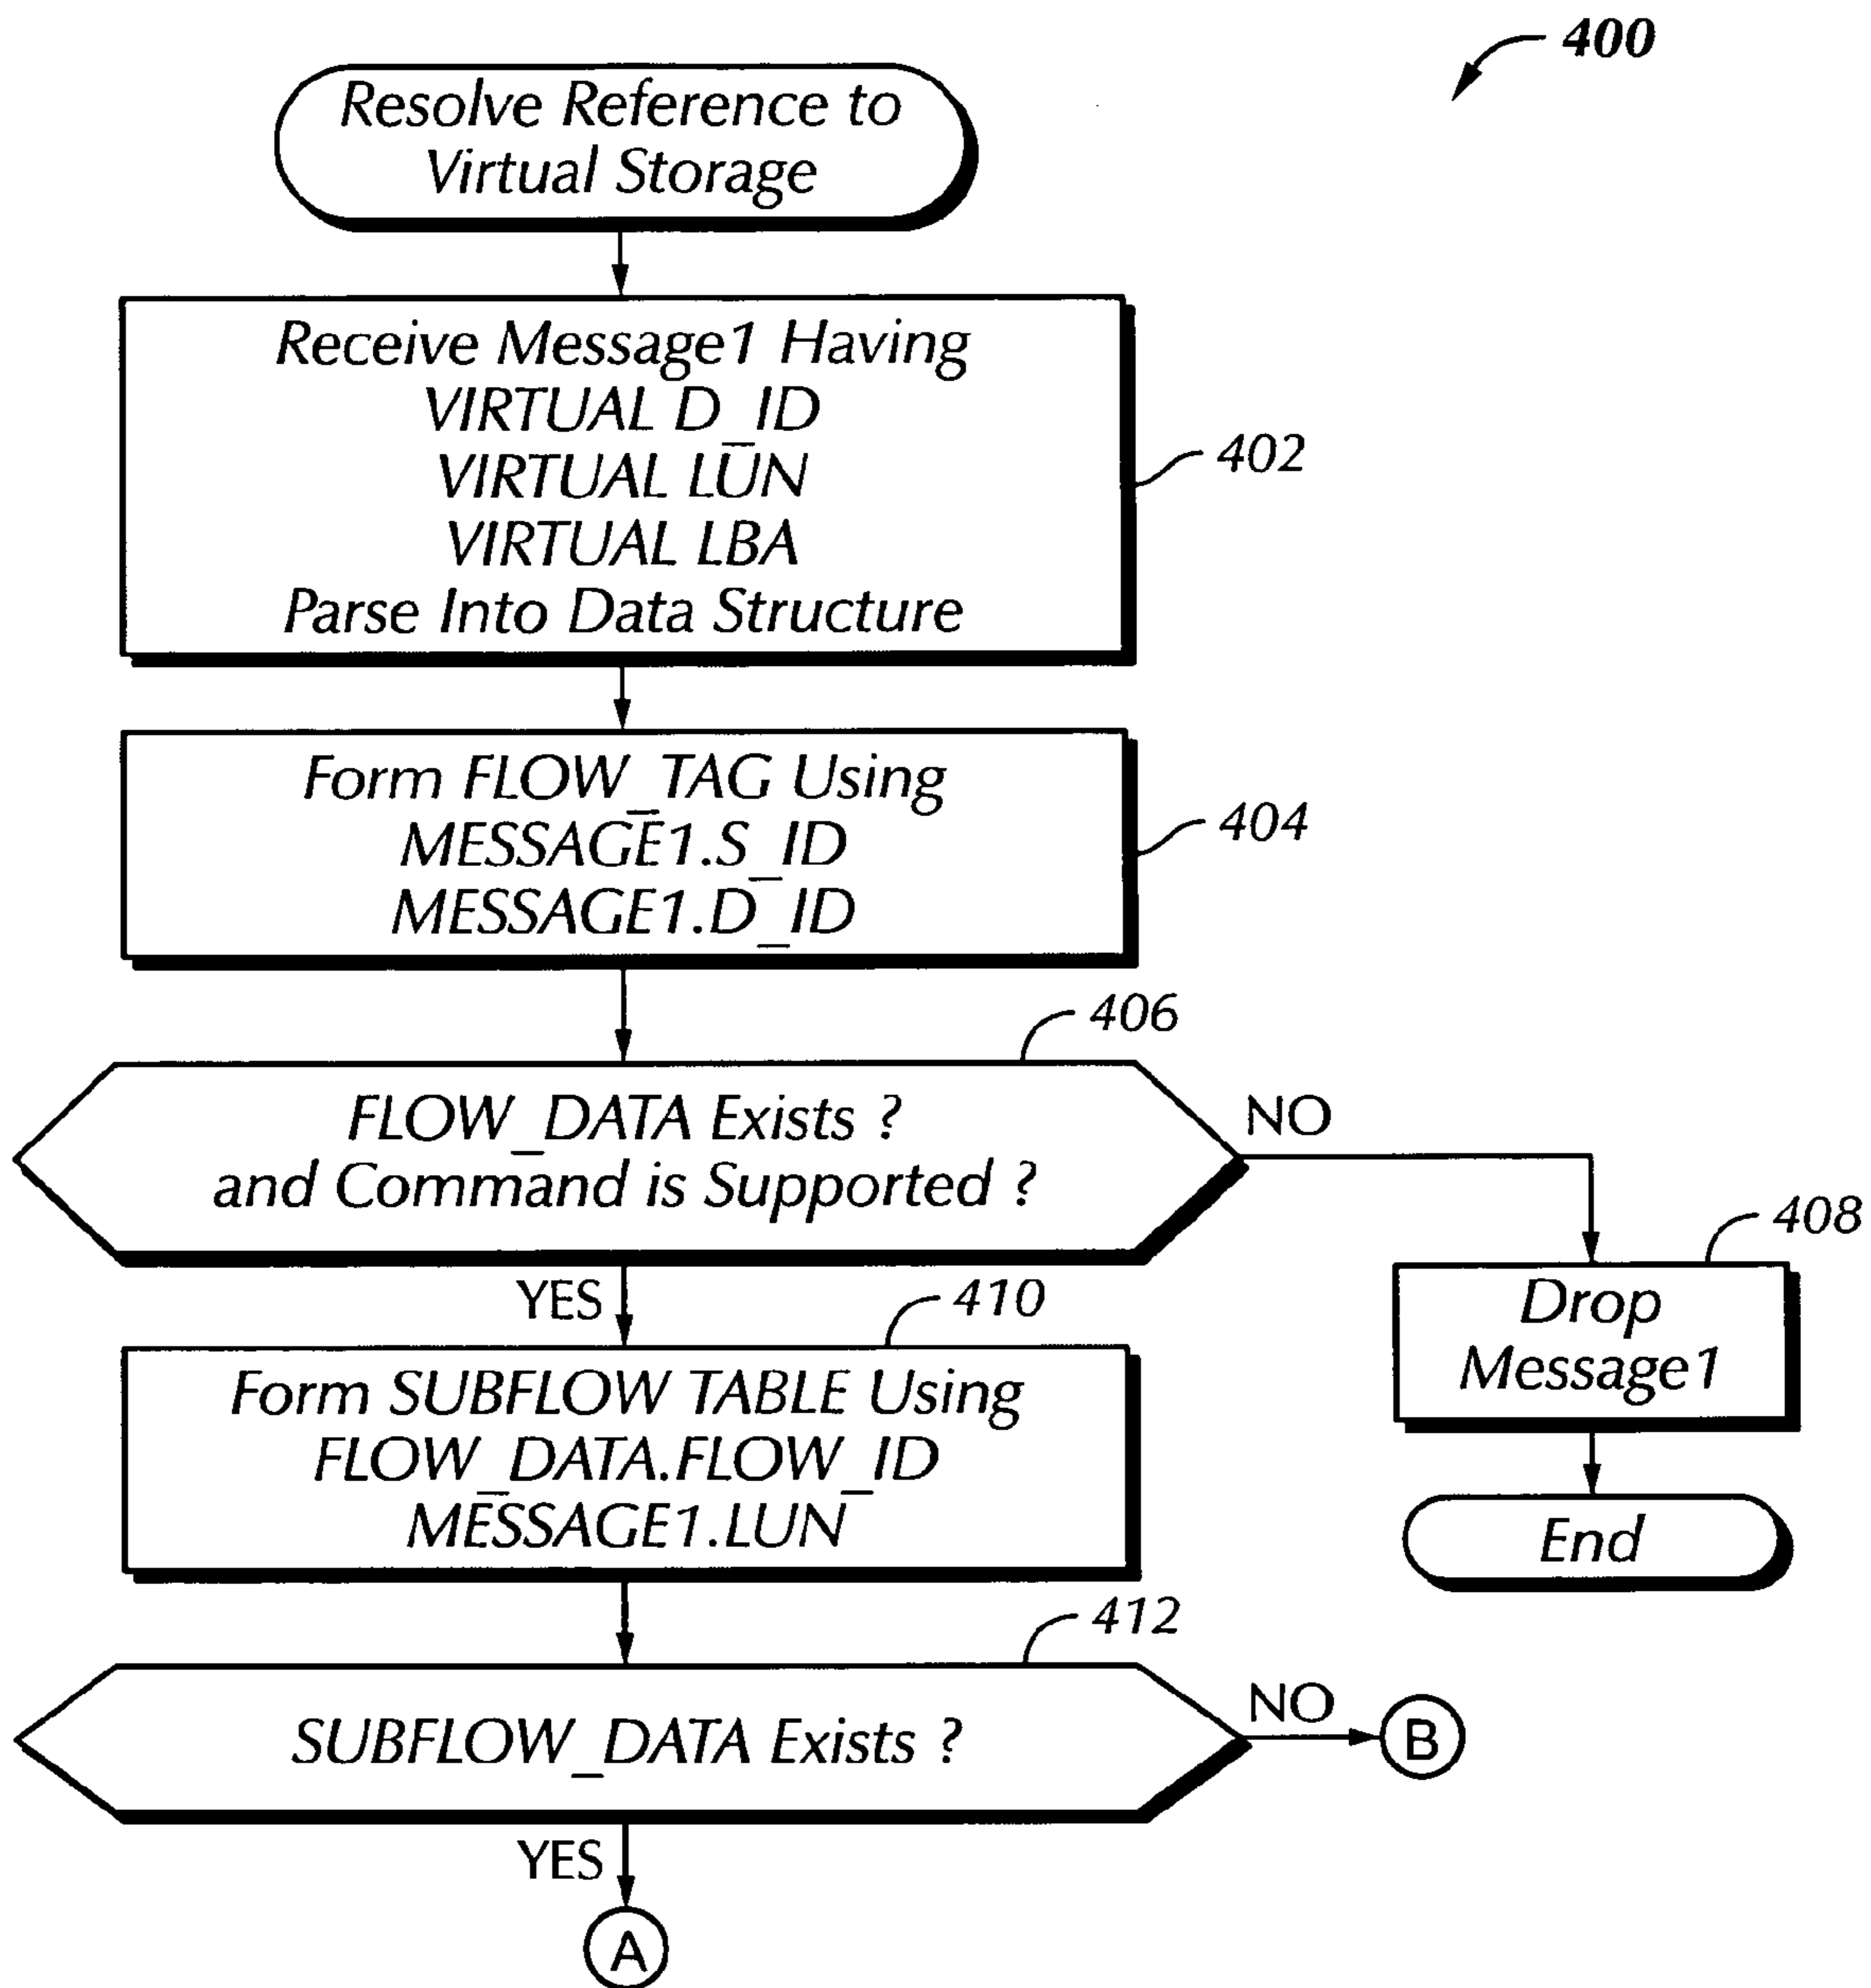 400
Resolve Reference to
Virtual Storage
Receive Message1 Having
VIRTUAL D_ID
VIRTUAL LUN
VIRTUAL LBA
Parse Into Data Structure
402
Form FLOW_TAG Using
MESSAGE1.S_ID
MESSAGE1.D_ID
404
406
FLOW_DATA Exists ?
and Command is Supported ?
NO
YES
408
Drop
Message1
End
410
Form SUBFLOW TABLE Using
FLOW_DATA.FLOW_ID
MESSAGE1.LUN
412
SUBFLOW_DATA Exists ?
NO
B
YES
A